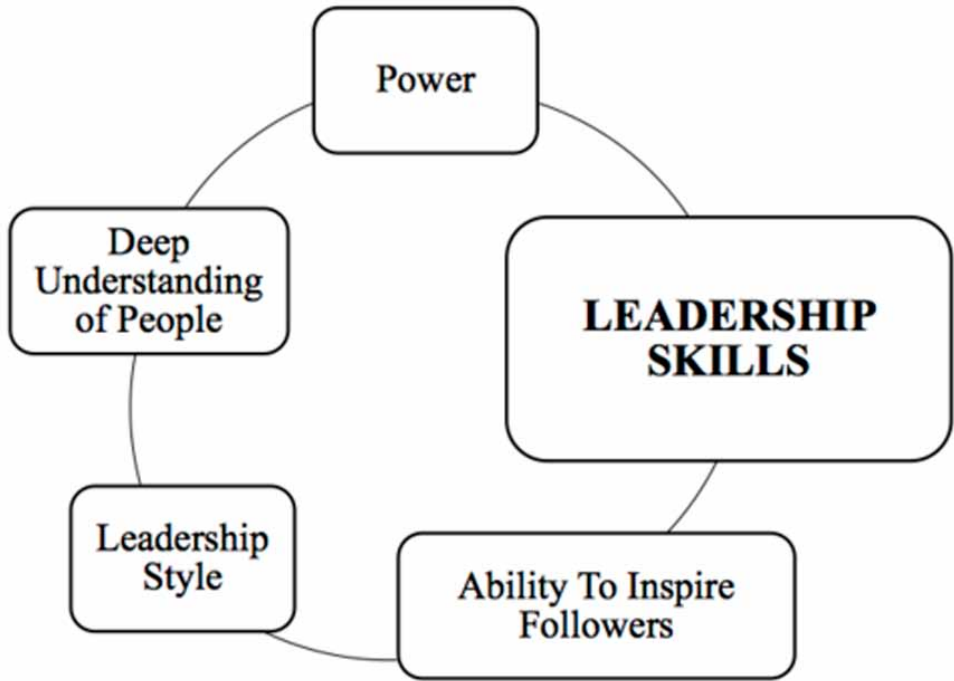 Power
Deep
Understanding
of People
LEADERSHIP
SKILLS
Leadership
Style
Ability To Inspire
Followers